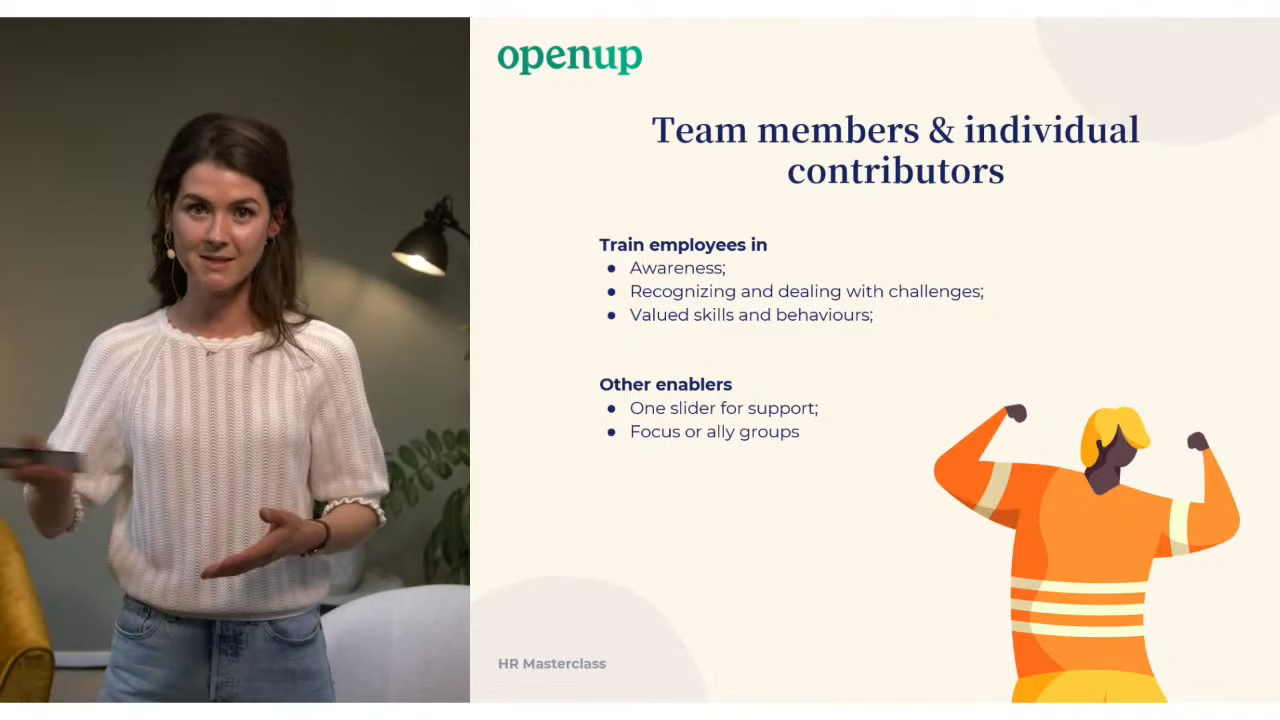 openup
Team members & individual
contributors
Train employees in
● Awareness;
● Recognizing and dealing with challenges;
● Valued skills and behaviours;
Other enablers
● One slider for support;
● Focus or ally groups
HR Masterclass